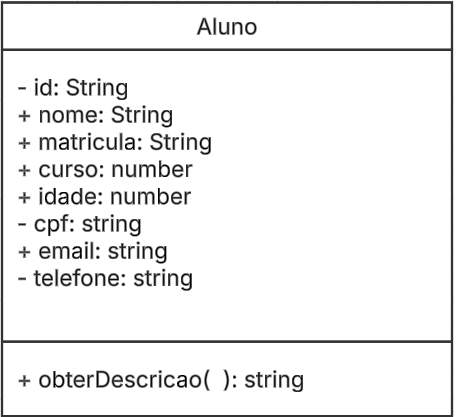 Aluno
- id: String
+ nome: String
+ matricula: String
+ curso: number
+ idade: number
- cpf: string
+ email: string
- telefone: string
+ obterDescricao(  ): string